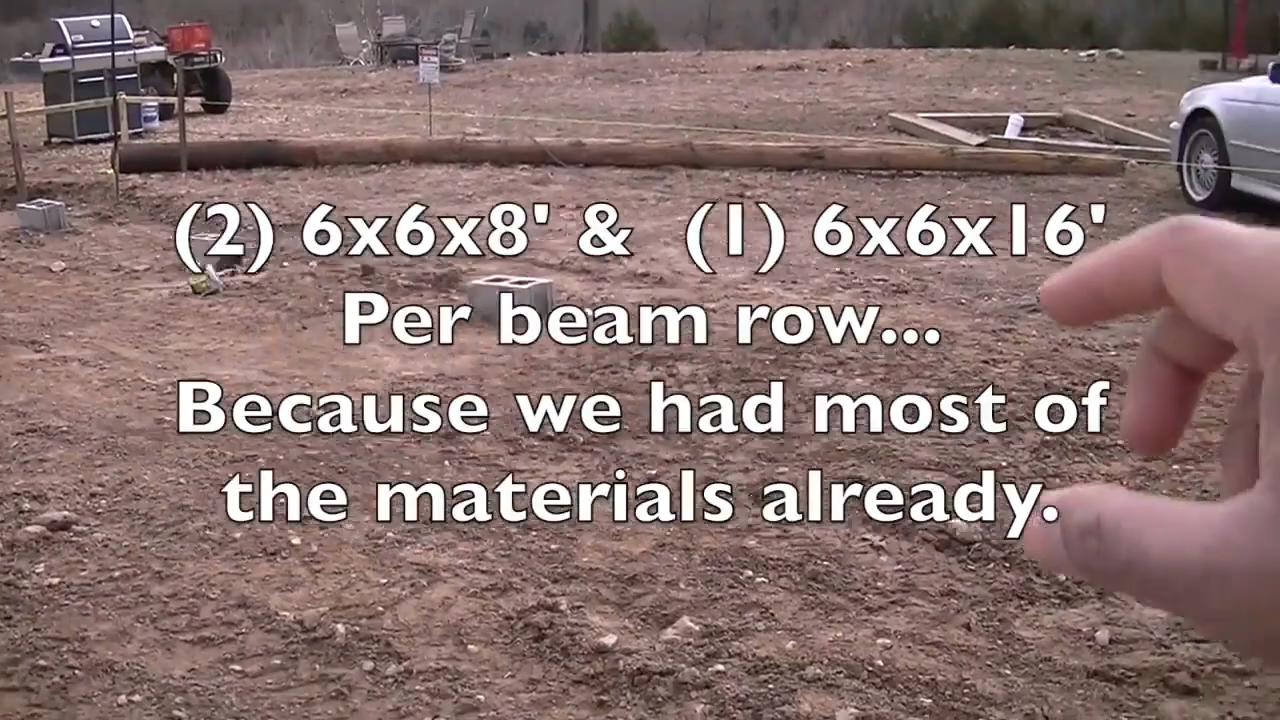 (2) 6x6x8' & (1) 6x6x16'
Per beam row...
Because we had most of
the materials already.